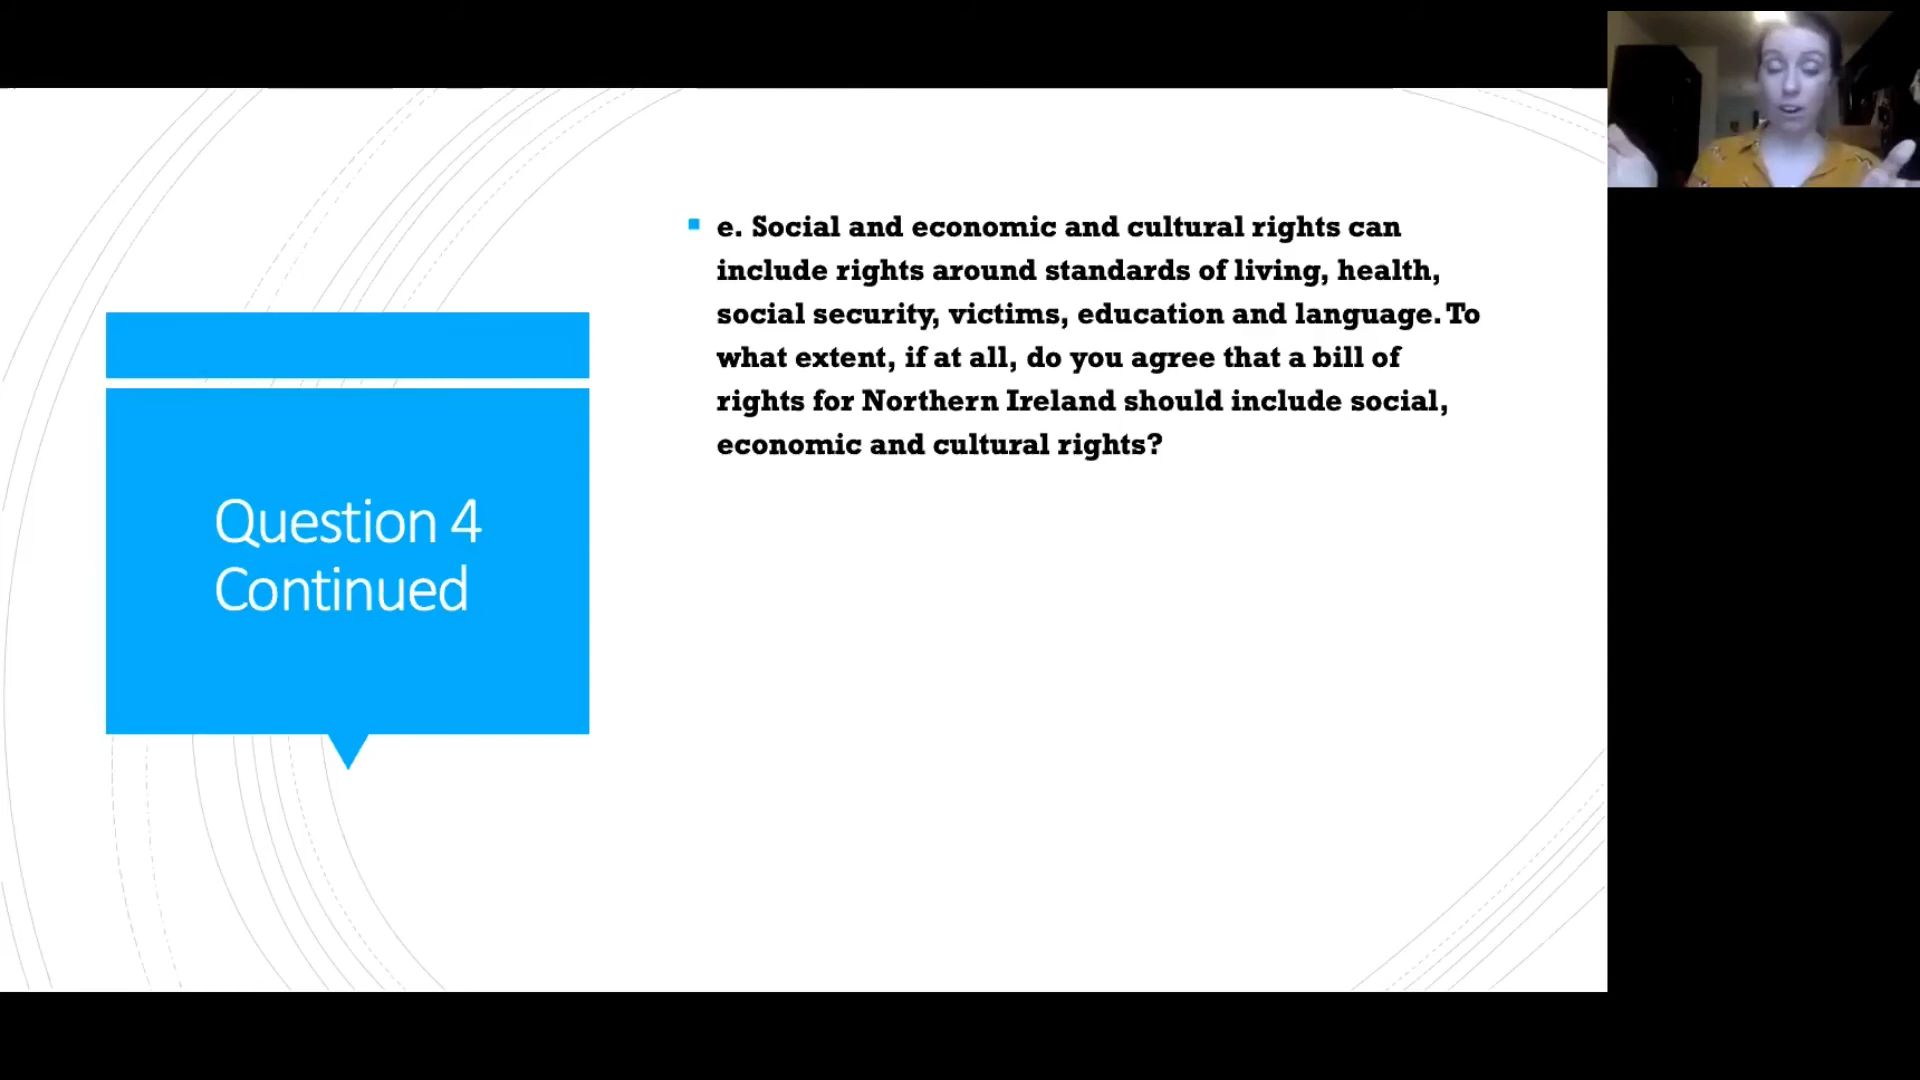 Question 4
Continued
e. Social and economic and cultural rights can
include rights around standards of living, health,
social security, victims, education and language. To
what extent, if at all, do you agree that a bill of
rights for Northern Ireland should include social,
economic and cultural rights?